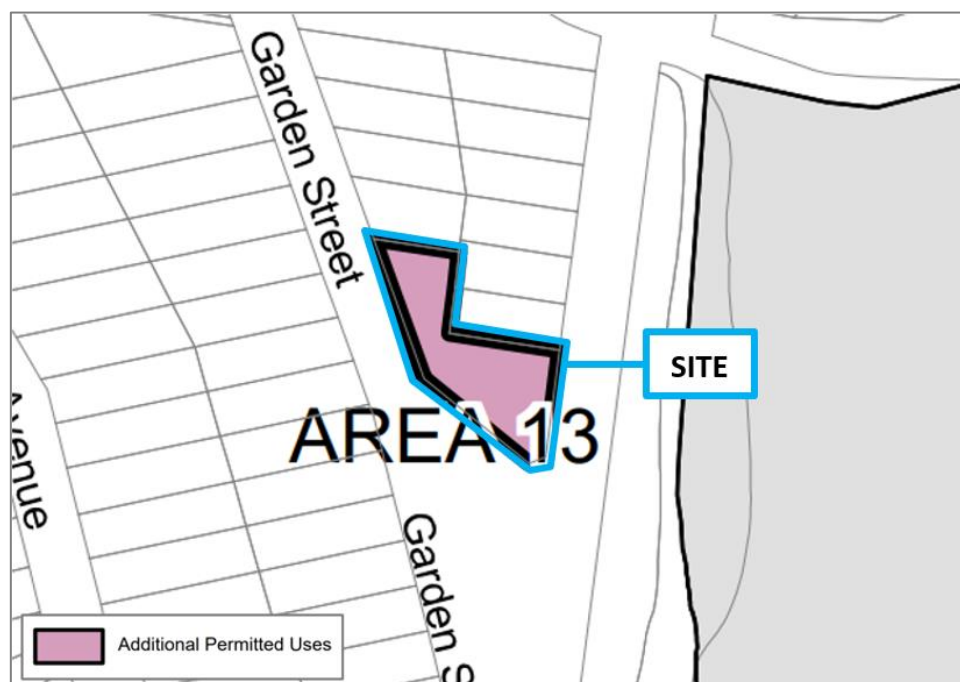 Garden Street
SITE
AREA 13
Avenue
Garden S
Additional Permitted Uses